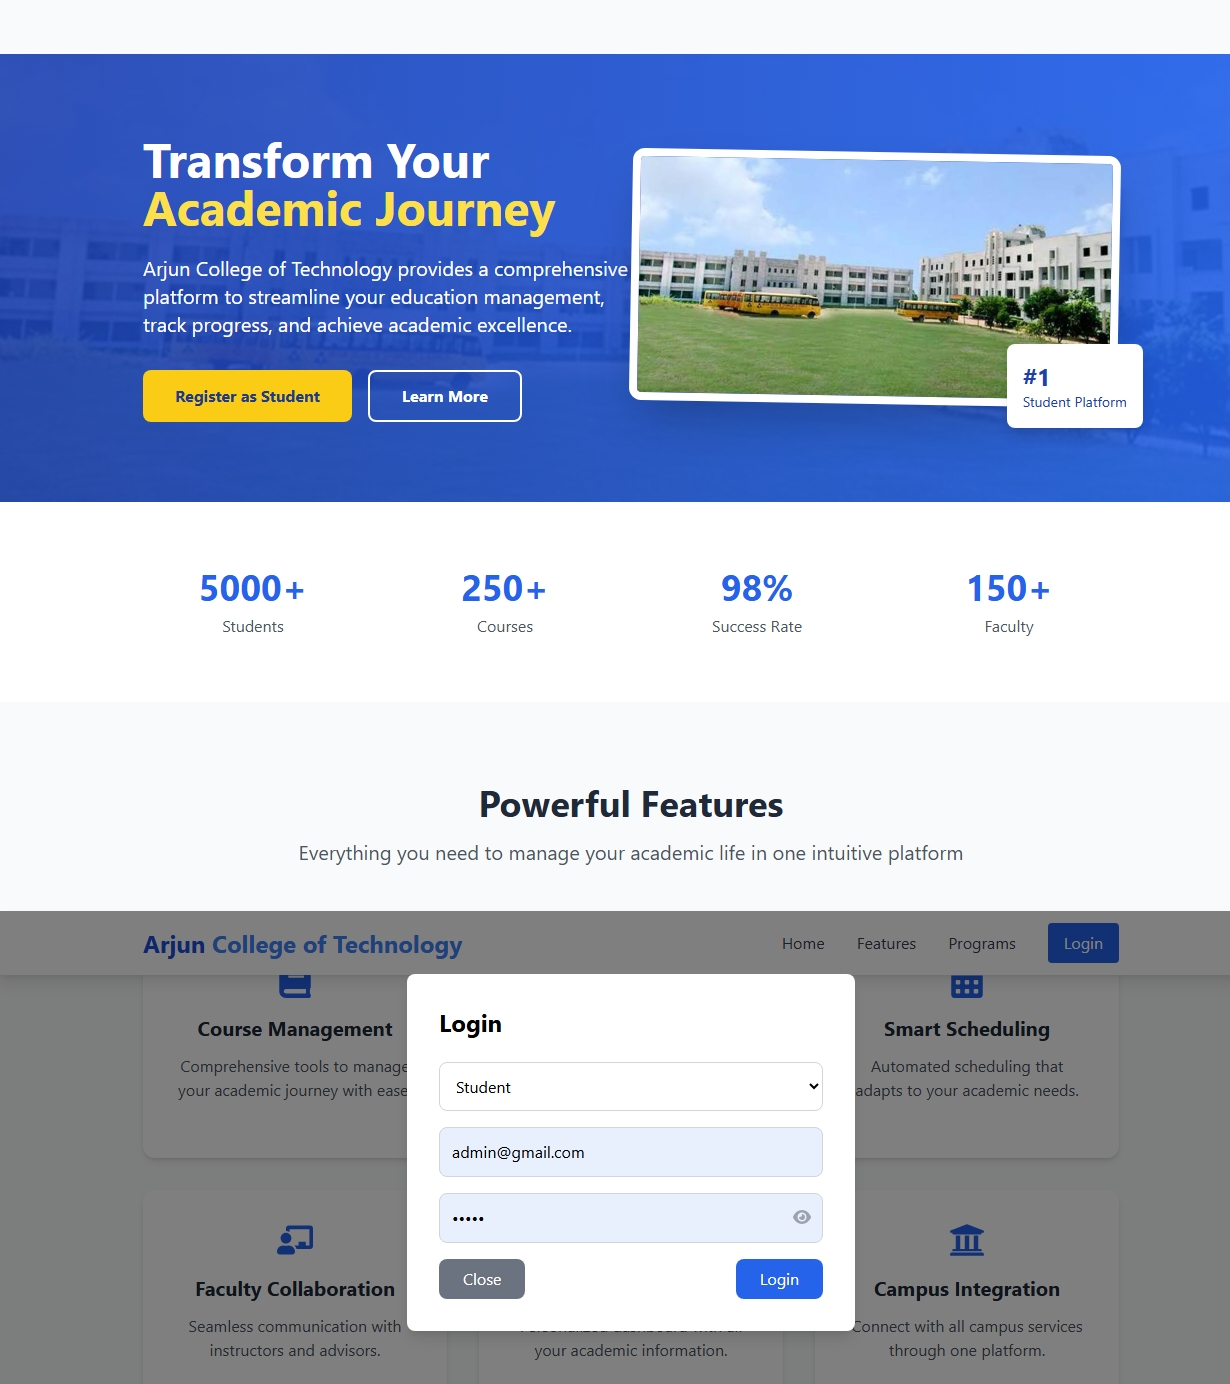 Transform Your
Academic Journey
Arjun College of Technology provides a comprehensive
platform to streamline your education management,
track progress, and achieve academic excellence.
Register as Student
Learn More
#1
Student Platform
5000+
Students
250+
Courses
98%
Success Rate
150+
Faculty
Powerful Features
Everything you need to manage your academic life in one intuitive platform
Arjun College of Technology
Home
Features
Programs
Login
Course Management
Comprehensive tools to manage
your academic journey with ease
Smart Scheduling
Automated scheduling that
adapts to your academic needs.
Login
Student
admin@gmail.com
•••••
Close
Login
Faculty Collaboration
Seamless communication with
instructors and advisors.
your academic information.
Campus Integration
Connect with all campus services
through one platform.